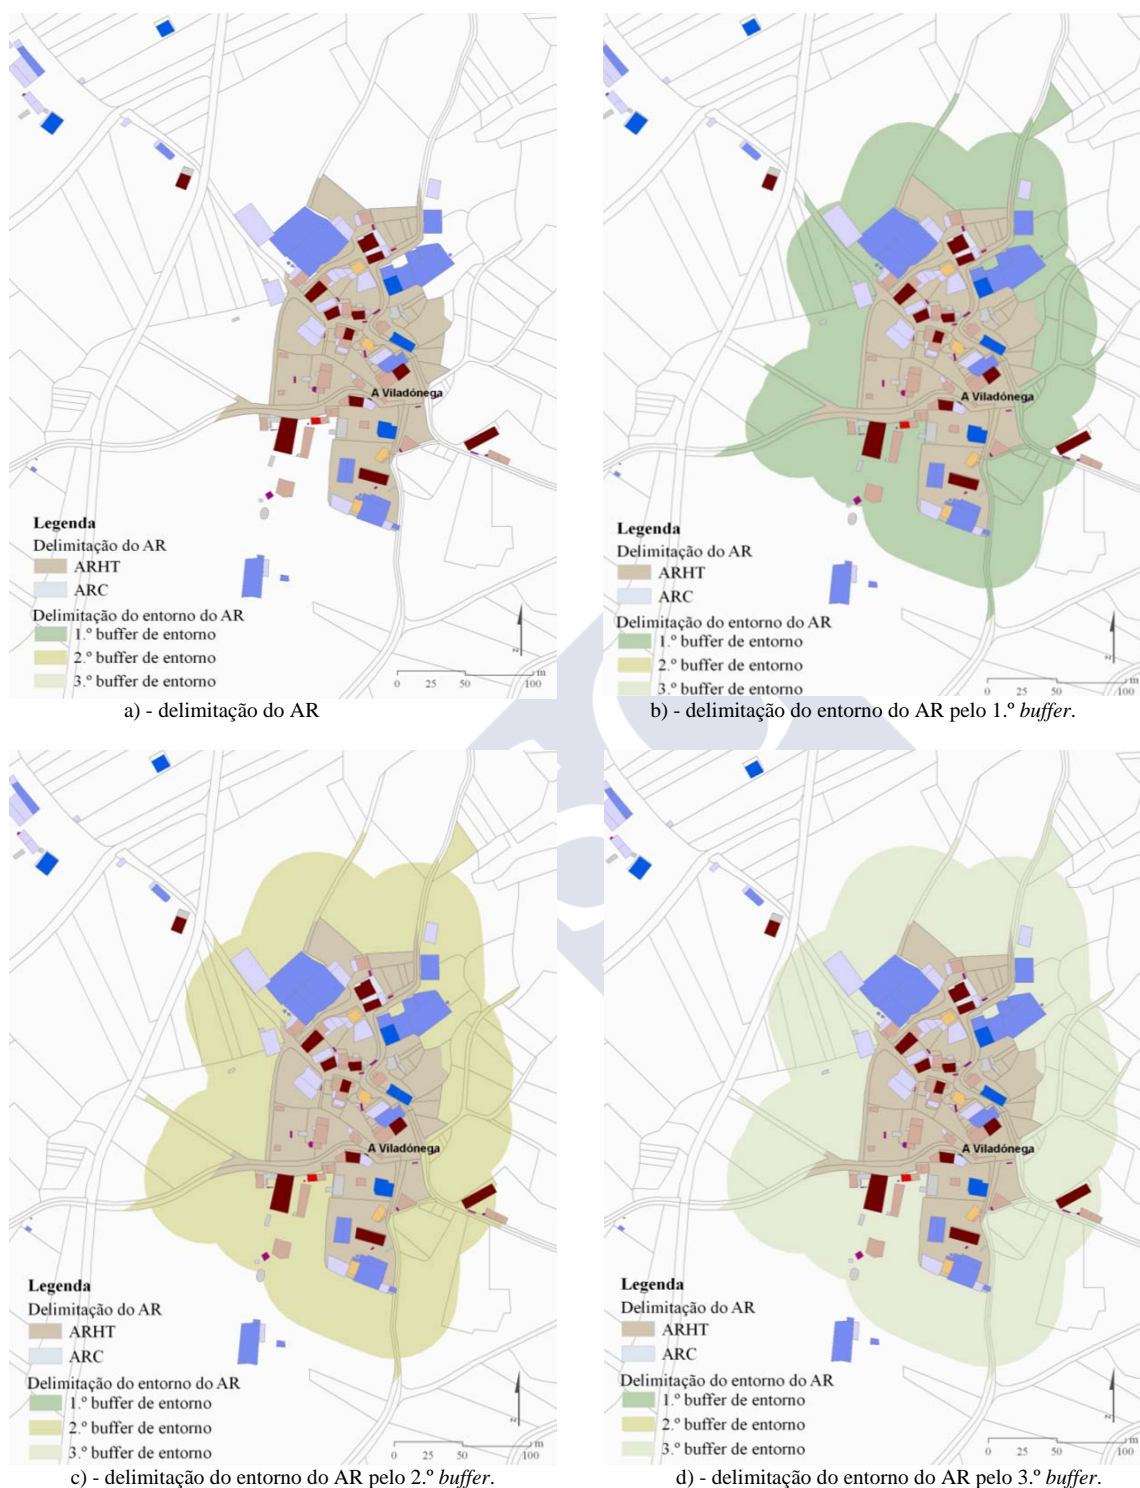 A Viladónega
Legenda
Delimitação do AR
ARHT
ARC
Delimitação do entorno do AR
1.º buffer de entorno
2.º buffer de entorno
3.º buffer de entorno
z
m
0 25 50 100
a) - delimitação do AR
A Viladónega
Legenda
Delimitação do AR
ARHT
ARC
Delimitação do entorno do AR
1.º buffer de entorno
2.º buffer de entorno
3.º buffer de entorno
z
m
0 25 50 100
b) - delimitação do entorno do AR pelo 1.º buffer.
A Viladónega
Legenda
Delimitação do AR
ARHT
ARC
Delimitação do entorno do AR
1.º buffer de entorno
2.º buffer de entorno
3.º buffer de entorno
z
m
0 25 50 100
c) - delimitação do entorno do AR pelo 2.º buffer.
A Viladónega
Legenda
Delimitação do AR
ARHT
ARC
Delimitação do entorno do AR
1.º buffer de entorno
2.º buffer de entorno
3.º buffer de entorno
z
m
0 25 50 100
d) - delimitação do entorno do AR pelo 3.º buffer.